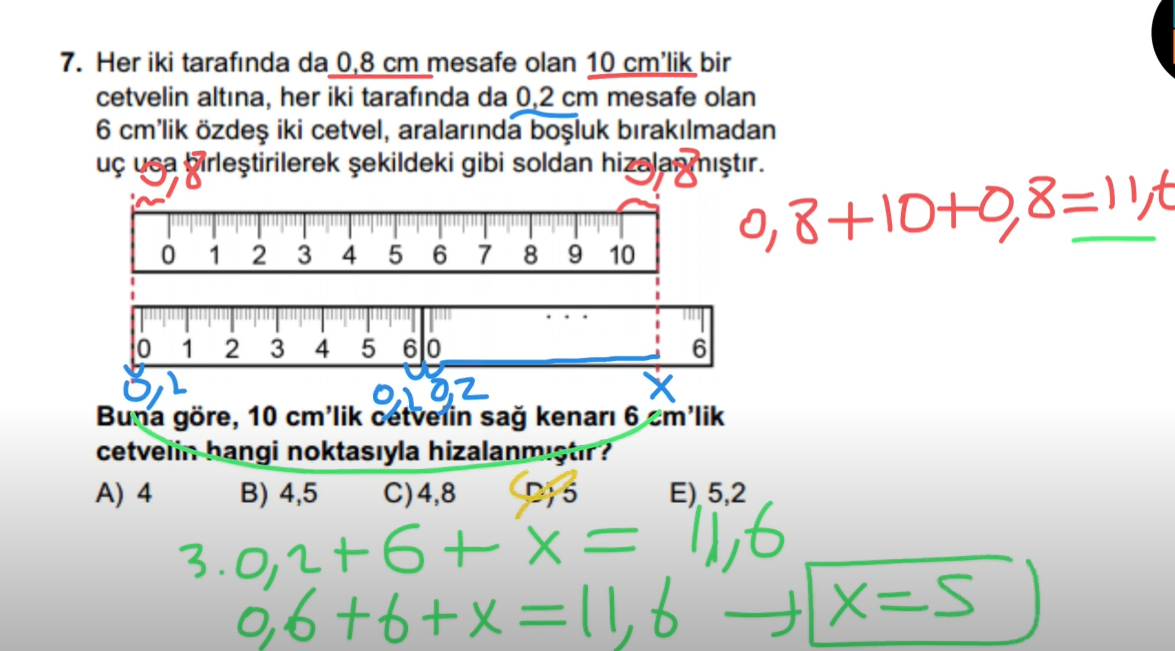 7. Her iki tarafında da 0,8 cm mesafe olan 10 cm'lik bir
cetvelin altına, her iki tarafında da 0,2 cm mesafe olan
6 cm'lik özdeş iki cetvel, aralarında boşluk bırakılmadan
uç uca birleştirilerek şekildeki gibi soldan hizalanmıştır.
0,8 0,8
0,8+10+0,8=11,6
0 1 2 3 4 5 6 7 8 9 10
. . .
0 1 2 3 4 5 6 0 6
0,2 0,2 0,2 x
Buna göre, 10 cm'lik cetvelin sağ kenarı 6 cm'lik
cetvelin hangi noktasıyla hizalanmıştır?
A) 4 B) 4,5 C) 4,8 D) 5 E) 5,2
3.0,2+6+x=11,6
0,6+6+x=11,6 → x=5